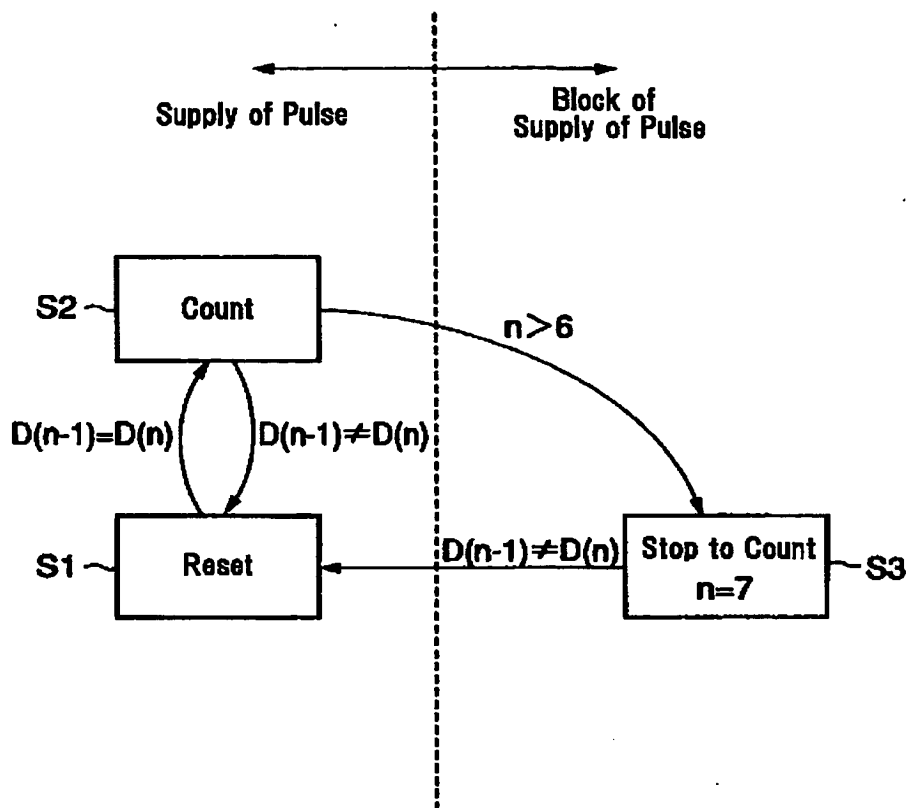 Supply of Pulse
Block of
Supply of Pulse
S2
Count
n>6
D(n-1)=D(n)
D(n-1)≠D(n)
S1
Reset
D(n-1)≠D(n)
Stop to Count
n=7
S3